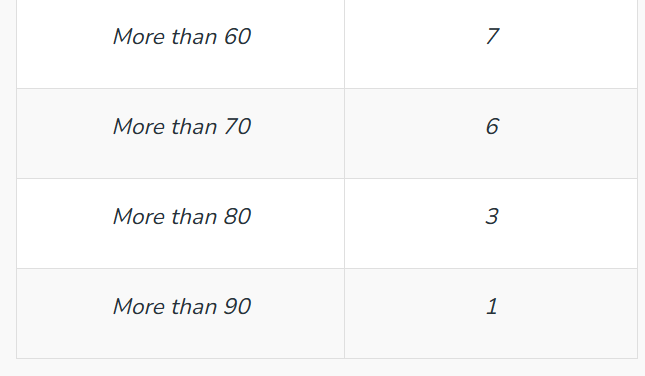 More than 60 7
More than 70 6
More than 80 3
More than 90 1